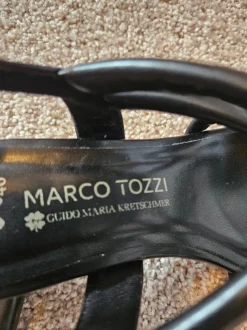 MARCO TOZZI
GUIDO MARIA KRETSCHMER